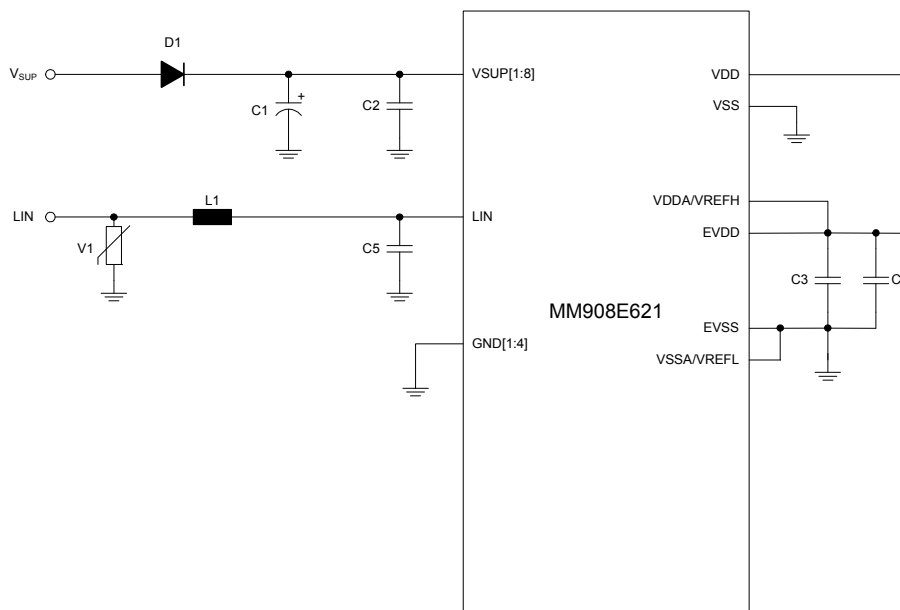 D1
VSUP
VSUP[1:8]
VDD
+
C1
C2
VSS
L1
VDDA/VREFH
LIN
LIN
EVDD
V1
C5
C3
C
MM908E621
EVSS
GND[1:4]
VSSA/VREFL